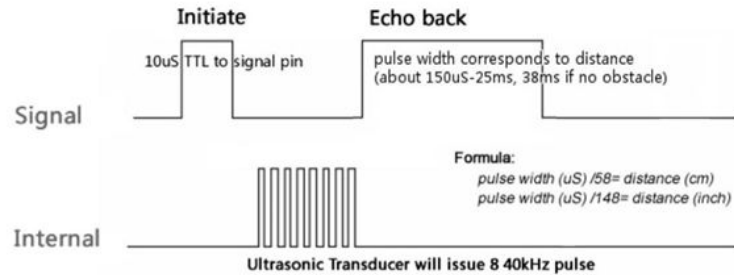 Initiate
Echo back
10uS TTL to signal pin
pulse width corresponds to distance
(about 150uS-25ms, 38ms if no obstacle)
Signal
Formula:
pulse width (uS) /58= distance (cm)
pulse width (uS) /148= distance (inch)
Internal
Ultrasonic Transducer will issue 8 40kHz pulse